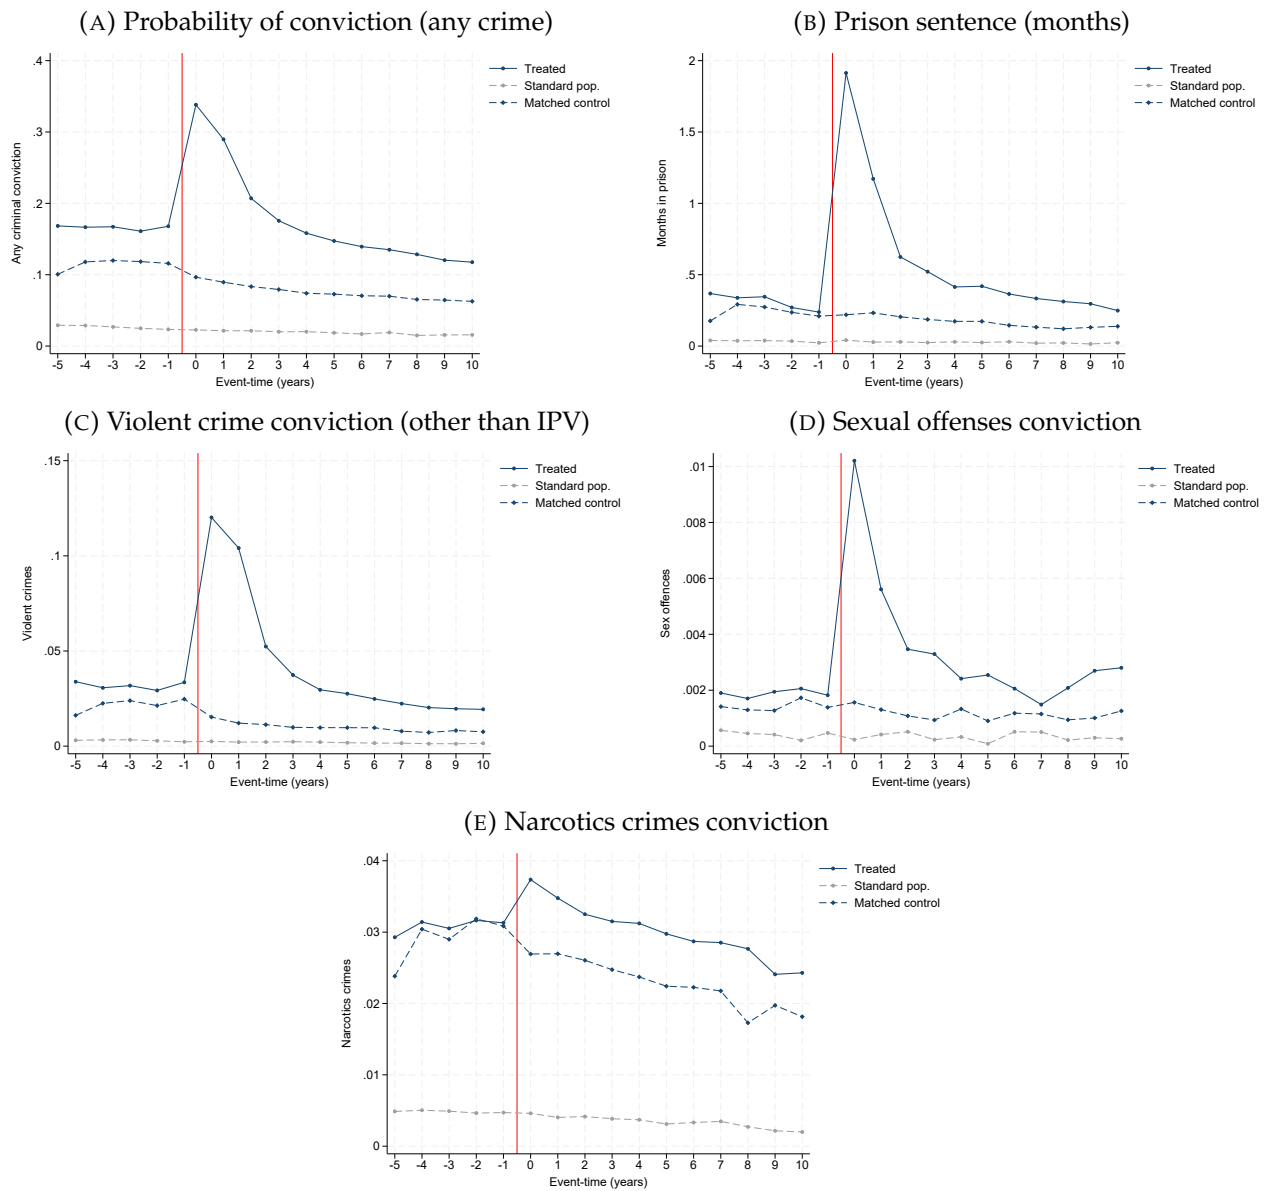 (A) Probability of conviction (any crime)
.4
.3
.2
.1
0
Any criminal conviction
-5 -4 -3 -2 -1 0 1 2 3 4 5 6 7 8 9 10
Event-time (years)
Treated
Standard pop.
Matched control
(B) Prison sentence (months)
2
1.5
1
.5
0
Months in prison
-5 -4 -3 -2 -1 0 1 2 3 4 5 6 7 8 9 10
Event-time (years)
Treated
Standard pop.
Matched control
(C) Violent crime conviction (other than IPV)
.15
.1
.05
0
Violent crimes
-5 -4 -3 -2 -1 0 1 2 3 4 5 6 7 8 9 10
Event-time (years)
Treated
Standard pop.
Matched control
(D) Sexual offenses conviction
.01
.008
.006
.004
.002
0
Sex offences
-5 -4 -3 -2 -1 0 1 2 3 4 5 6 7 8 9 10
Event-time (years)
Treated
Standard pop.
Matched control
(E) Narcotics crimes conviction
.04
.03
.02
.01
0
Narcotics crimes
-5 -4 -3 -2 -1 0 1 2 3 4 5 6 7 8 9 10
Event-time (years)
Treated
Standard pop.
Matched control